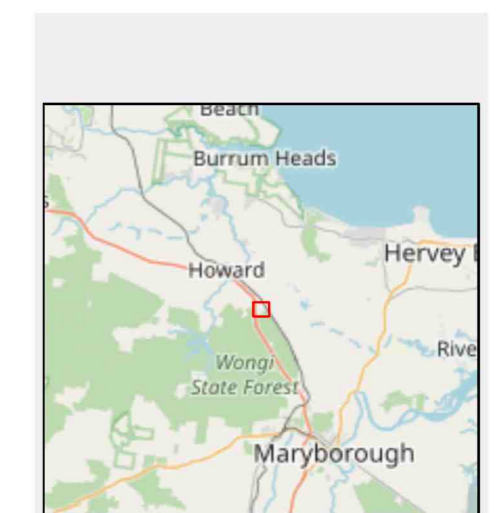 Beach
Burrum Heads
s
Hervey
Howard
Rive
Wongi
State Forest
Maryborough